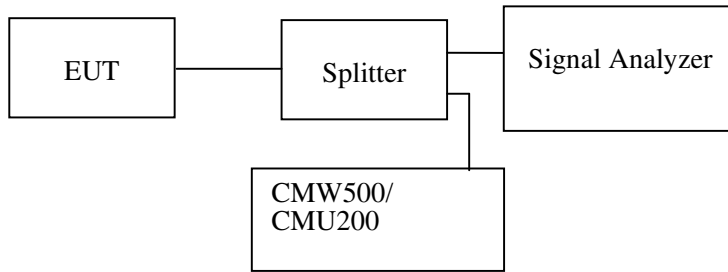 EUT
Splitter
Signal Analyzer
CMW500/
CMU200